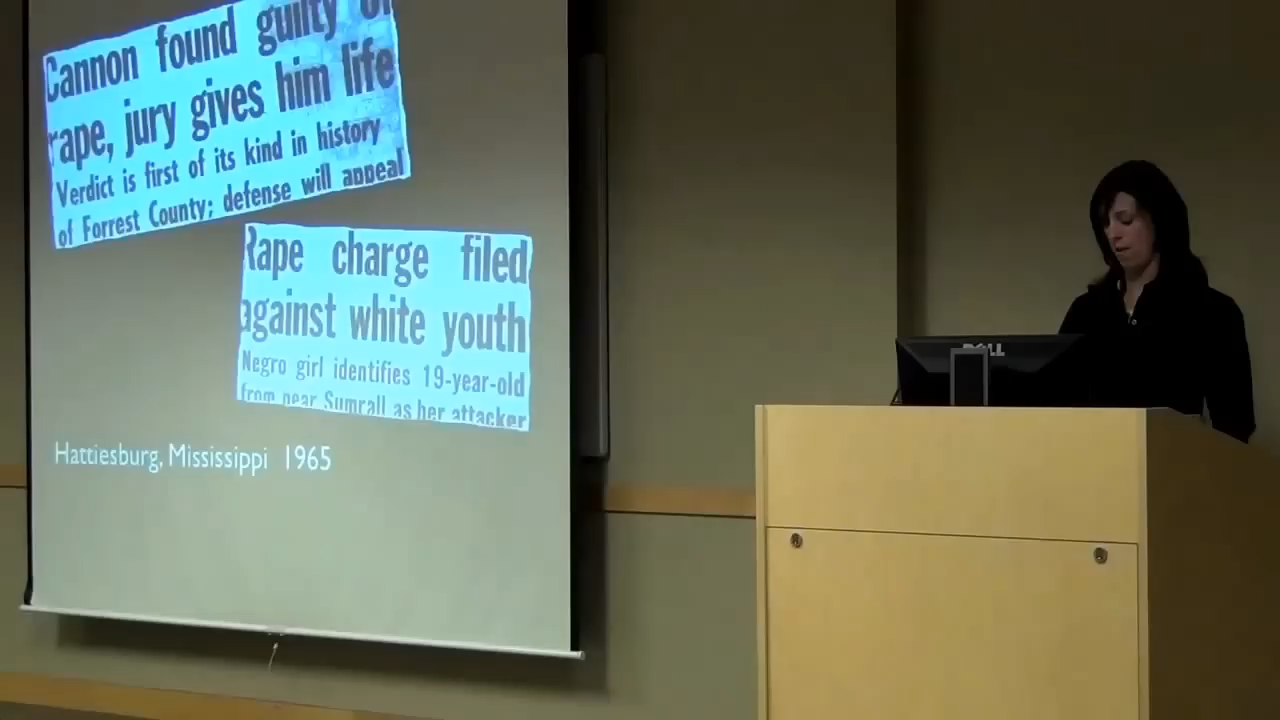 Cannon found guilty of
rape, jury gives him life
Verdict is first of its kind in history
of Forrest County; defense will appeal
Rape charge filed
against white youth
Negro girl identifies 19-year-old
from near Sumrall as her attacker
Hattiesburg, Mississippi 1965
DELL